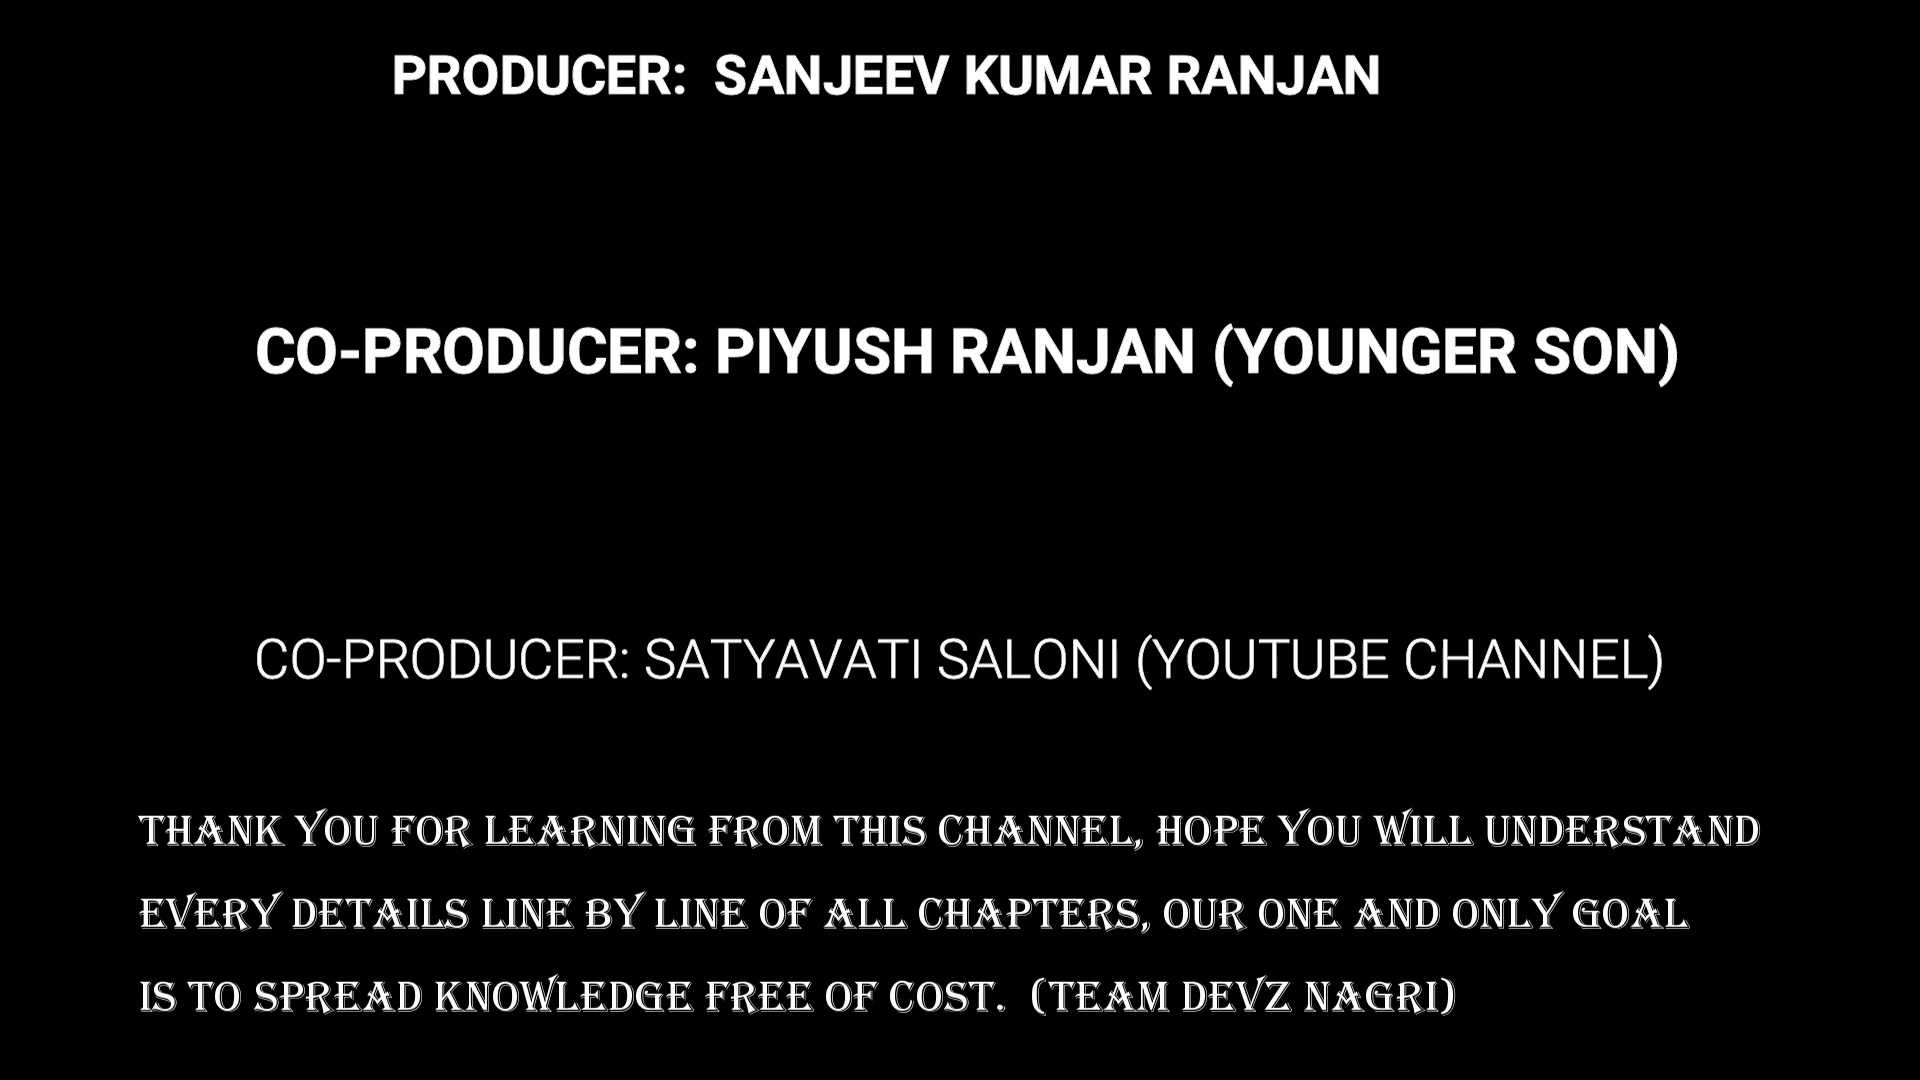 PRODUCER: SANJEEV KUMAR RANJAN
CO-PRODUCER: PIYUSH RANJAN (YOUNGER SON)
CO-PRODUCER: SATYAVATI SALONI (YOUTUBE CHANNEL)
THANK YOU FOR LEARNING FROM THIS CHANNEL, HOPE YOU WILL UNDERSTAND
EVERY DETAILS LINE BY LINE OF ALL CHAPTERS, OUR ONE AND ONLY GOAL
IS TO SPREAD KNOWLEDGE FREE OF COST. (TEAM DEVZ NAGRI)